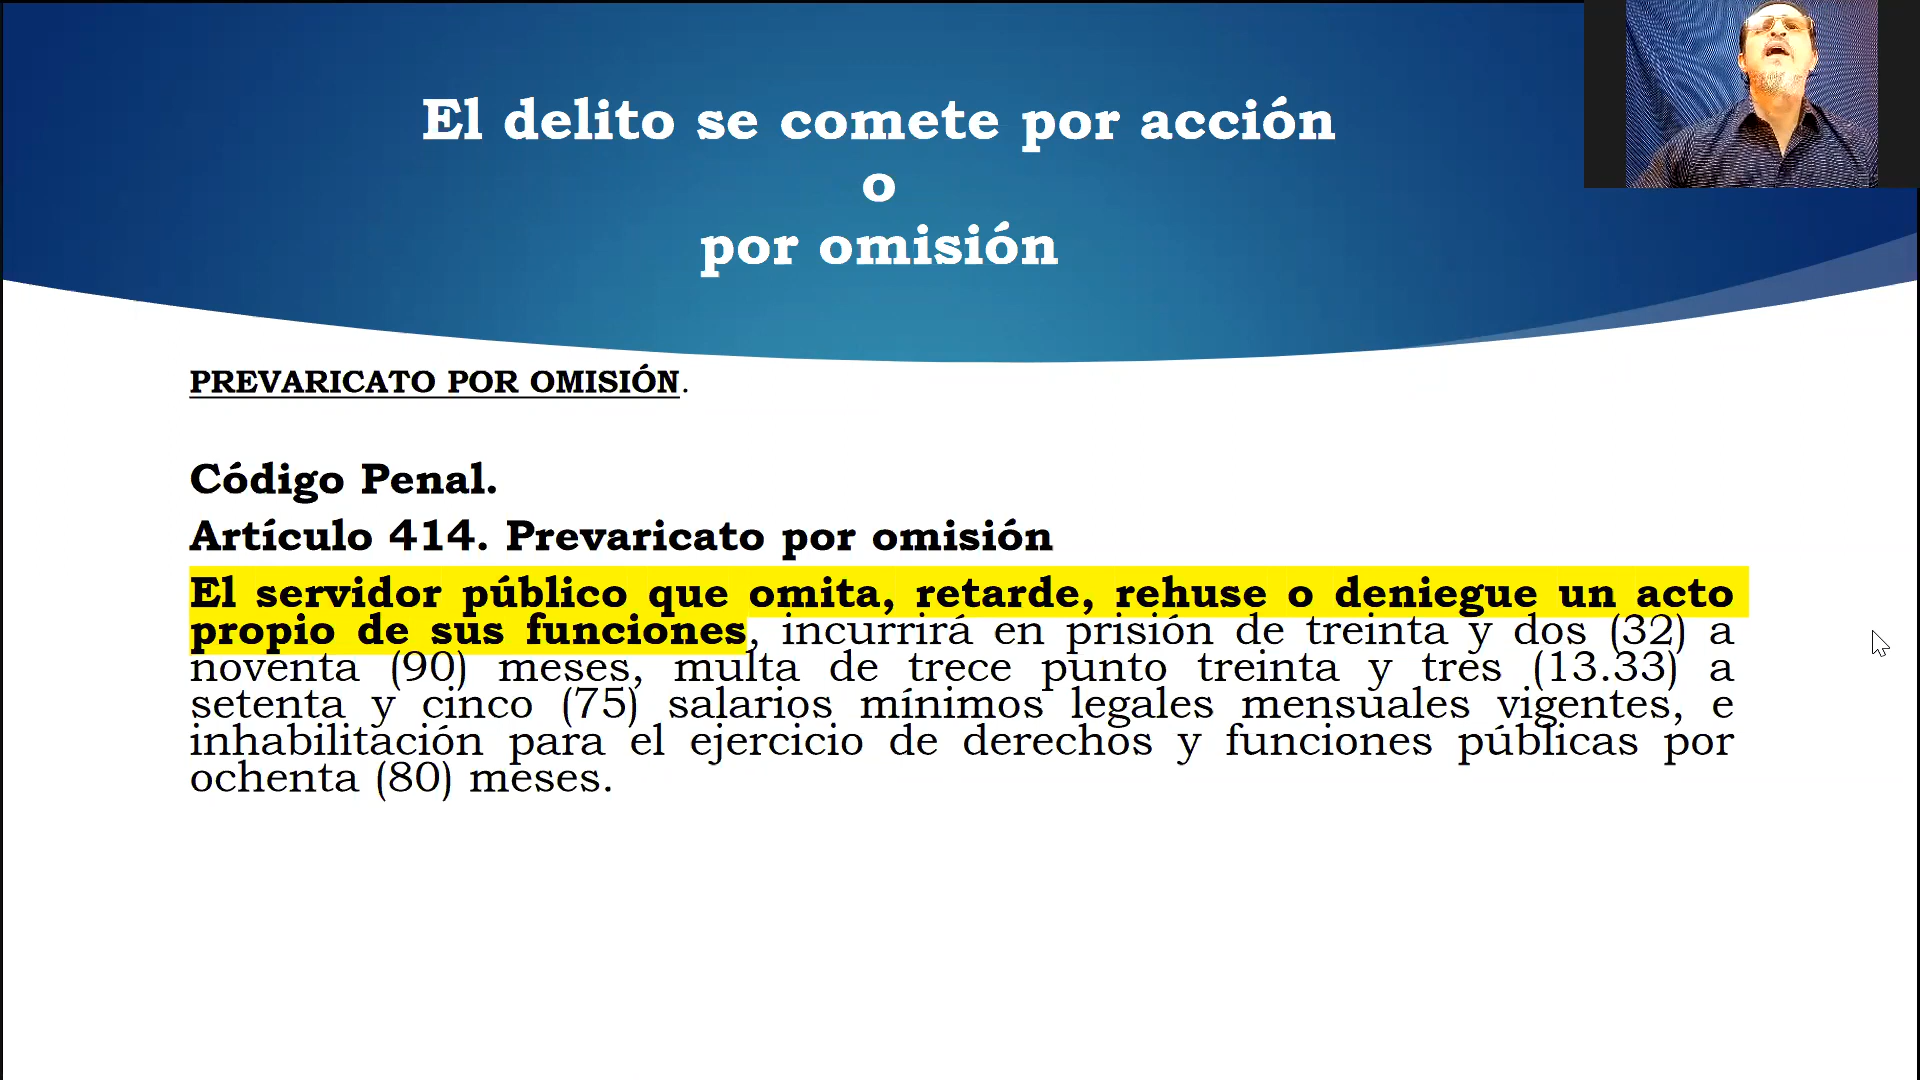 El delito se comete por acción
o
por omisión
PREVARICATO POR OMISIÓN.
Código Penal.
Artículo 414. Prevaricato por omisión
El servidor público que omita, retarde, rehuse o deniegue un acto
propio de sus funciones, incurrirá en prisión de treinta y dos (32) a
noventa (90) meses, multa de trece punto treinta y tres (13.33) a
setenta y cinco (75) salarios mínimos legales mensuales vigentes, e
inhabilitación para el ejercicio de derechos y funciones públicas por
ochenta (80) meses.